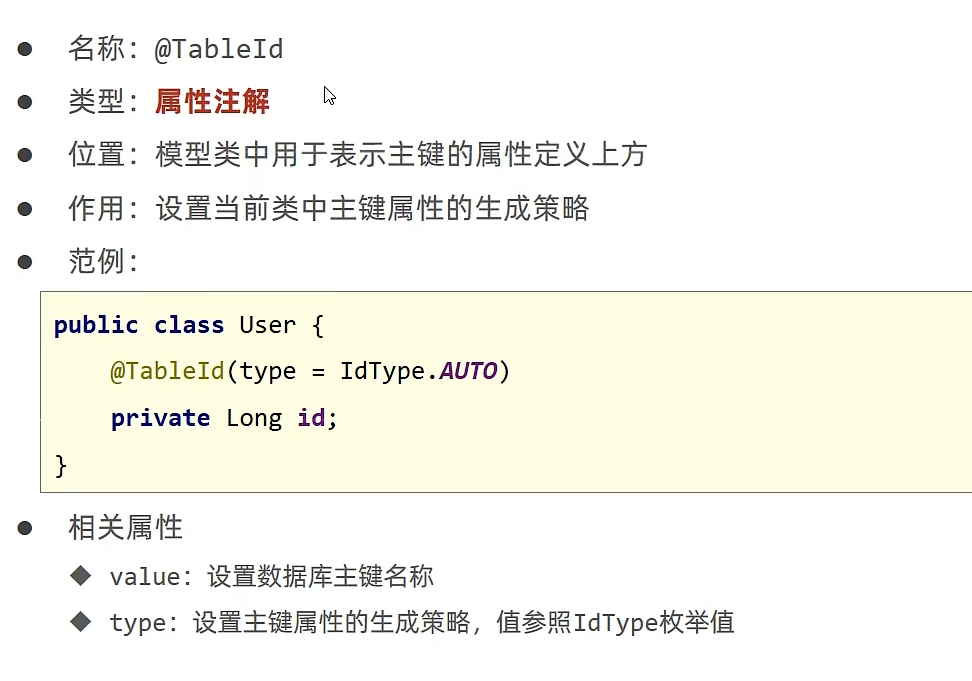 名称：@TableId
类型：属性注解
位置：模型类中用于表示主键的属性定义上方
作用：设置当前类中主键属性的生成策略
范例：
public class User {
@TableId(type = IdType.AUTO)
private Long id;
}
相关属性
value：设置数据库主键名称
type：设置主键属性的生成策略，值参照IdType枚举值